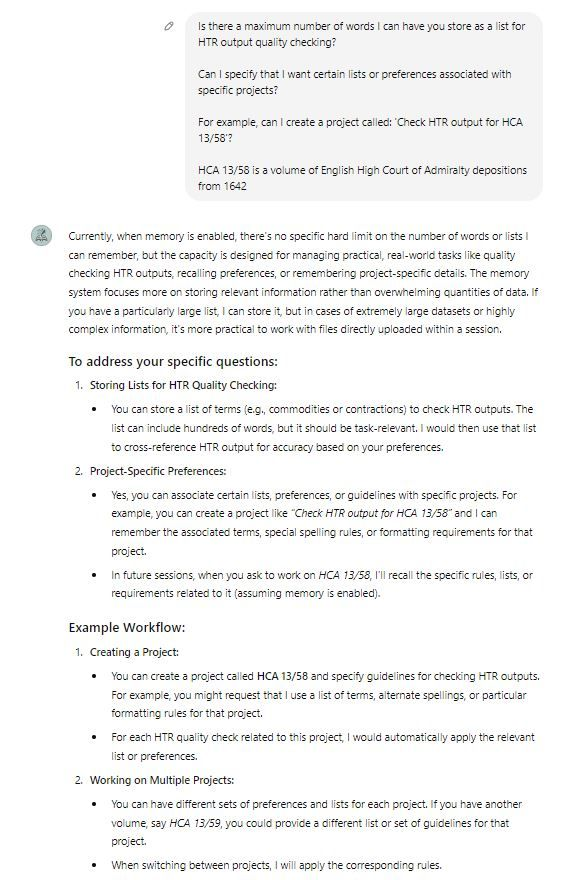 Is there a maximum number of words I can have you store as a list for
HTR output quality checking?
Can I specify that I want certain lists or preferences associated with
specific projects?
For example, can I create a project called: 'Check HTR output for HCA
13/58'?
HCA 13/58 is a volume of English High Court of Admiralty depositions
from 1642
Currently, when memory is enabled, there's no specific hard limit on the number of words or lists I
can remember, but the capacity is designed for managing practical, real-world tasks like quality
checking HTR outputs, recalling preferences, or remembering project-specific details. The memory
system focuses more on storing relevant information rather than overwhelming quantities of data. If
you have a particularly large list, I can store it, but in cases of extremely large datasets or highly
complex information, it's more practical to work with files directly uploaded within a session.
To address your specific questions:
1. Storing Lists for HTR Quality Checking:
• You can store a list of terms (e.g., commodities or contractions) to check HTR outputs. The
list can include hundreds of words, but it should be task-relevant. I would then use that list
to cross-reference HTR output for accuracy based on your preferences.
2. Project-Specific Preferences:
• Yes, you can associate certain lists, preferences, or guidelines with specific projects. For
example, you can create a project like "Check HTR output for HCA 13/58" and I can
remember the associated terms, special spelling rules, or formatting requirements for that
project.
• In future sessions, when you ask to work on HCA 13/58, I'll recall the specific rules, lists, or
requirements related to it (assuming memory is enabled).
Example Workflow:
1. Creating a Project:
• You can create a project called HCA 13/58 and specify guidelines for checking HTR outputs.
For example, you might request that I use a list of terms, alternate spellings, or particular
formatting rules for that project.
• For each HTR quality check related to this project, I would automatically apply the relevant
list or preferences.
2. Working on Multiple Projects:
• You can have different sets of preferences and lists for each project. If you have another
volume, say HCA 13/59, you could provide a different list or set of guidelines for that
project.
• When switching between projects, I will apply the corresponding rules.